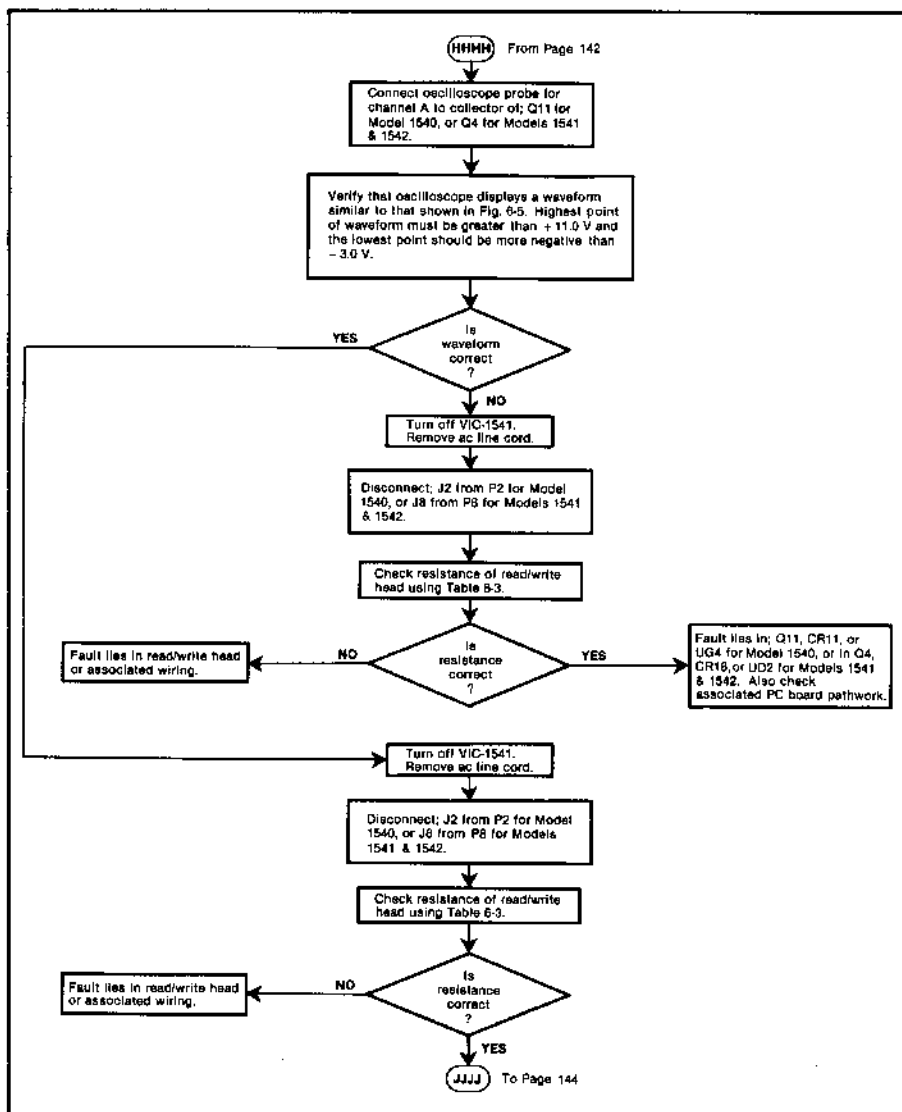 HHHH From Page 142
Connect oscilloscope probe for
channel A to collector of; Q11 for
Model 1540, or Q4 for Models 1541
& 1542.
Verify that oscilloscope displays a waveform
similar to that shown in Fig. 6-5. Highest point
of waveform must be greater than + 11.0 V and
the lowest point should be more negative than
– 3.0 V.
YES
Is
waveform
correct
?
NO
Turn off VIC-1541.
Remove ac line cord.
Disconnect; J2 from P2 for Model
1540, or J8 from P8 for Models 1541
& 1542.
Check resistance of read/write
head using Table 6-3.
Fault lies in read/write head
or associated wiring.
NO
Is
resistance
correct
?
YES
Fault lies in; Q11, CR11, or
UG4 for Model 1540, or in Q4,
CR16, or UD2 for Models 1541
& 1542. Also check
associated PC board pathwork.
Turn off VIC-1541.
Remove ac line cord.
Disconnect; J2 from P2 for Model
1540, or J8 from P8 for Models
1541 & 1542.
Check resistance of read/write
head using Table 6-3.
Fault lies in read/write head
or associated wiring.
NO
Is
resistance
correct
?
YES
JJJJ To Page 144